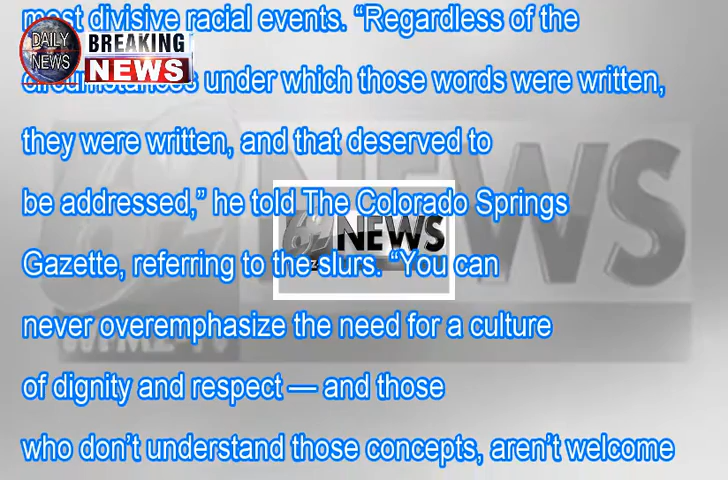 most divisive racial events. “Regardless of the
DAILY NEWS
BREAKING
NEWS
circumstances under which those words were written,
they were written, and that deserved to
be addressed,” he told The Colorado Springs
NEWS
NEWS
Gazette, referring to the slurs. “You can
never overemphasize the need for a culture
of dignity and respect — and those
who don’t understand those concepts, aren’t welcome